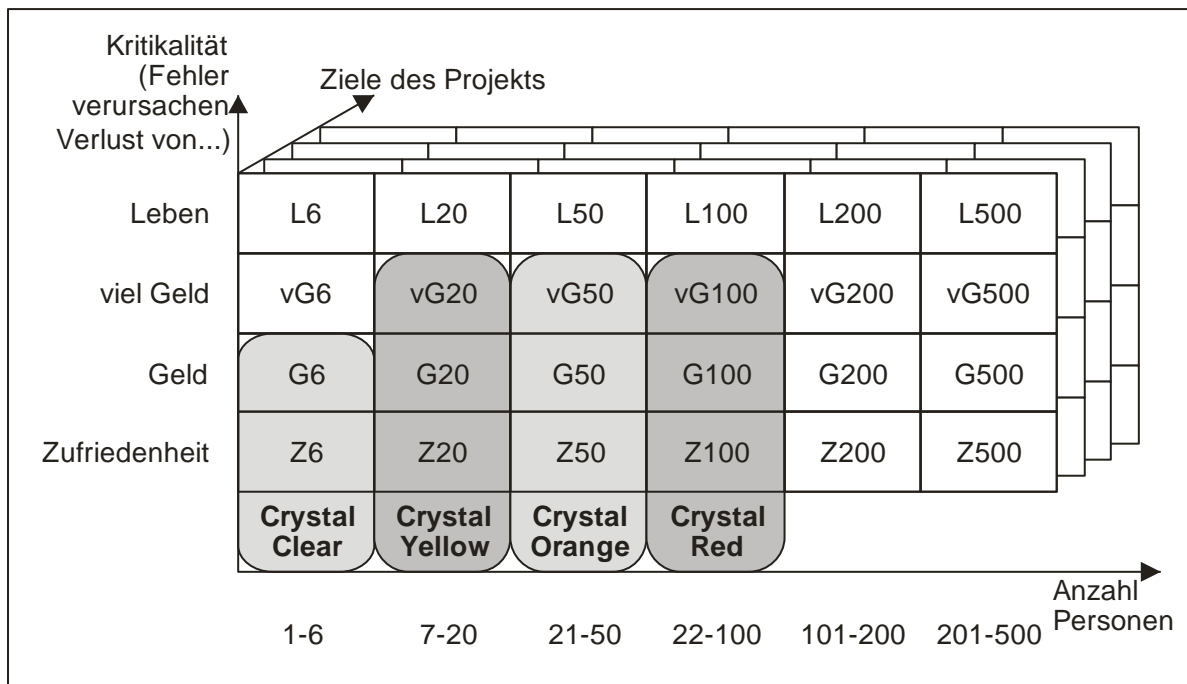 Kritikalität
(Fehler
verursachen
Verlust von...)
Ziele des Projekts
Leben L6 L20 L50 L100 L200 L500
viel Geld vG6 vG20 vG50 vG100 vG200 vG500
Geld G6 G20 G50 G100 G200 G500
Zufriedenheit Z6 Z20 Z50 Z100 Z200 Z500
Crystal Crystal Crystal Crystal
Clear Yellow Orange Red
Anzahl
Personen
1-6 7-20 21-50 22-100 101-200 201-500